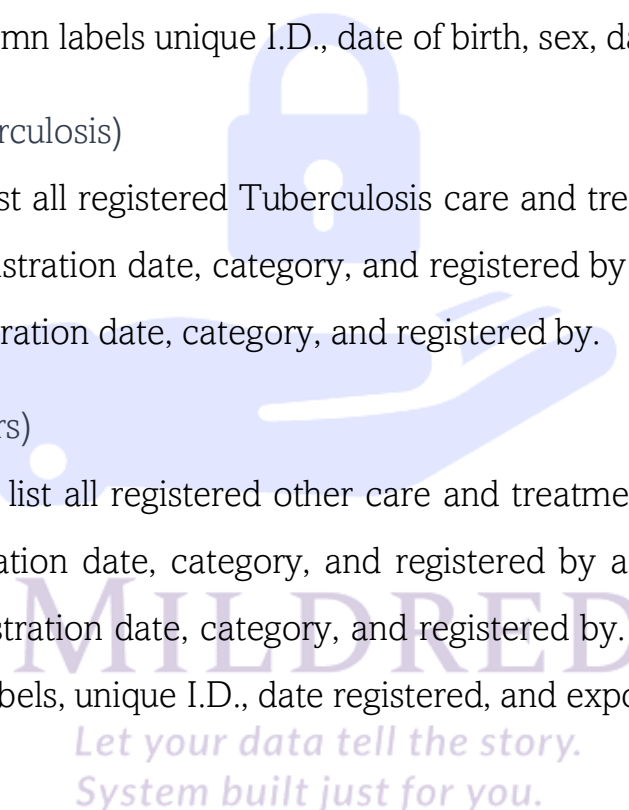 mn labels unique I.D., date of birth, sex, da
rculosis)
st all registered Tuberculosis care and tre
stration date, category, and registered by
ration date, category, and registered by.
rs)
list all registered other care and treatme
ation date, category, and registered by a
stration date, category, and registered by.
MILDRED
bels, unique I.D., date registered, and expo
Let your data tell the story.
System built just for you.